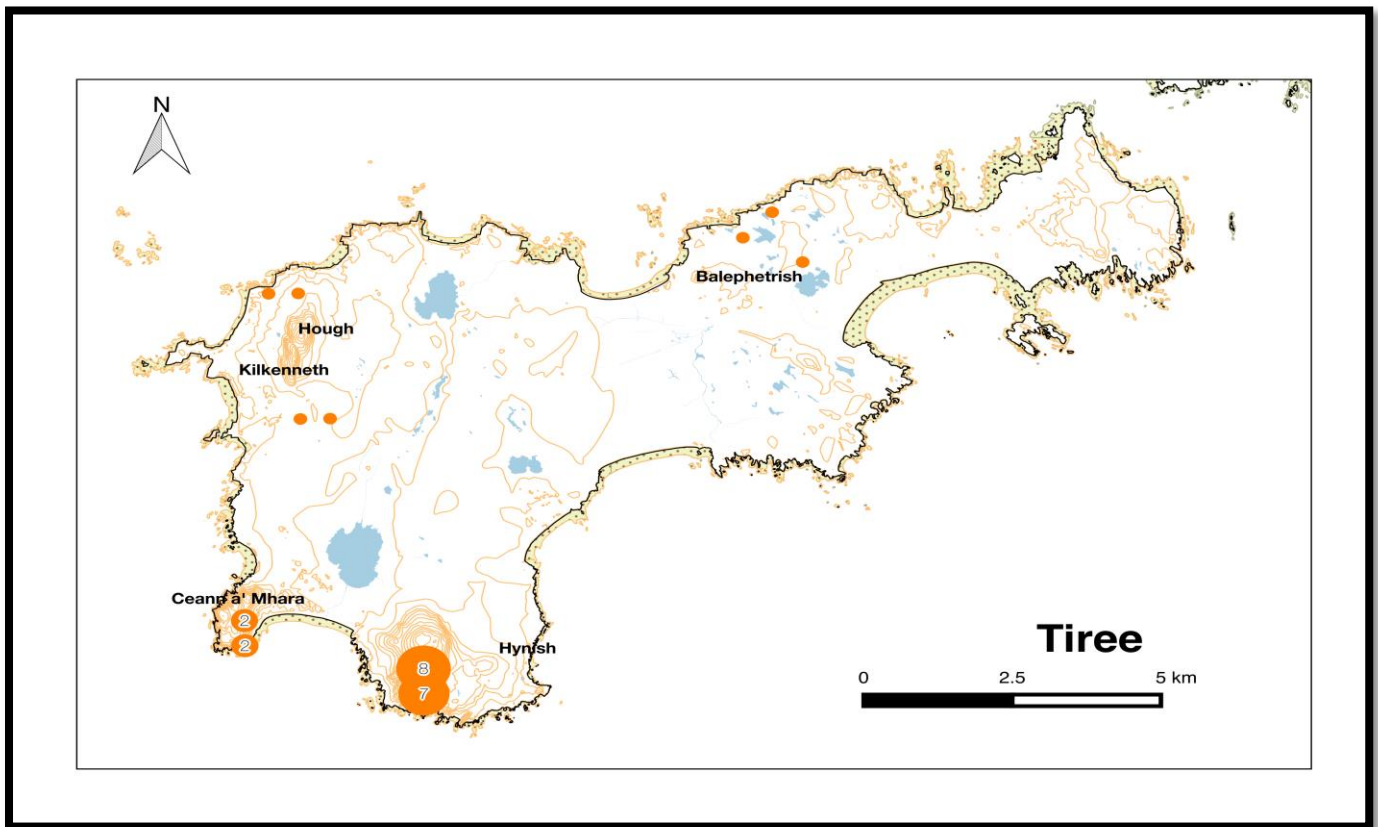 N
Balephetrish
Hough
Kilkenneth
Ceann a' Mhara
2
2
Hynish
8
7
Tiree
0 2.5 5 km